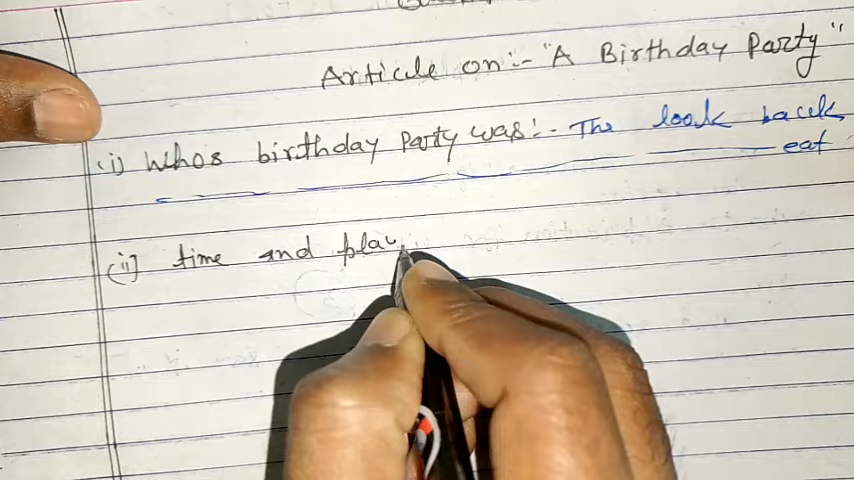 Article on:- "A Birthday Party"
(i) Whos birthday Party was:- The look back
eat
(ii) time and pla